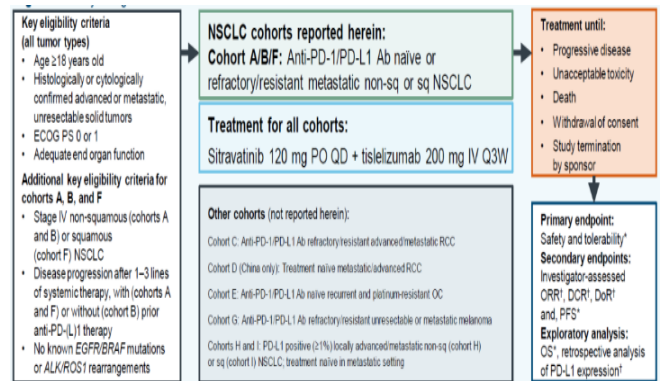 Key eligibility criteria
(all tumor types)
• Age ≥18 years old
• Histologically or cytologically
confirmed advanced or metastatic,
unresectable solid tumors
• ECOG PS 0 or 1
• Adequate end organ function
Additional key eligibility criteria for
cohorts A, B, and F
• Stage IV non-squamous (cohorts A
and B) or squamous
(cohort F) NSCLC
• Disease progression after 1–3 lines
of systemic therapy, with (cohorts A
and F) or without (cohort B) prior
anti-PD-(L)1 therapy
• No known EGFR/BRAF mutations
or ALK/ROS1 rearrangements
NSCLC cohorts reported herein:
Cohort A/B/F: Anti-PD-1/PD-L1 Ab naïve or
refractory/resistant metastatic non-sq or sq NSCLC
Treatment for all cohorts:
Sitravatinib 120 mg PO QD + tislelizumab 200 mg IV Q3W
Other cohorts (not reported herein):
Cohort C: Anti-PD-1/PD-L1 Ab refractory/resistant advanced/metastatic RCC
Cohort D (China only): Treatment naïve metastatic/advanced RCC
Cohort E: Anti-PD-1/PD-L1 Ab naïve recurrent and platinum-resistant OC
Cohort G: Anti-PD-1/PD-L1 Ab refractory/resistant unresectable or metastatic melanoma
Cohorts H and I: PD-L1 positive (≥1%) locally advanced/metastatic non-sq (cohort H)
or sq (cohort I) NSCLC; treatment naïve in metastatic setting
Treatment until:
• Progressive disease
• Unacceptable toxicity
• Death
• Withdrawal of consent
• Study termination
by sponsor
Primary endpoint:
Safety and tolerability*
Secondary endpoints:
Investigator-assessed
ORR†, DCR†, DoR†
and, PFS*
Exploratory analysis:
OS*, retrospective analysis
of PD-L1 expression†